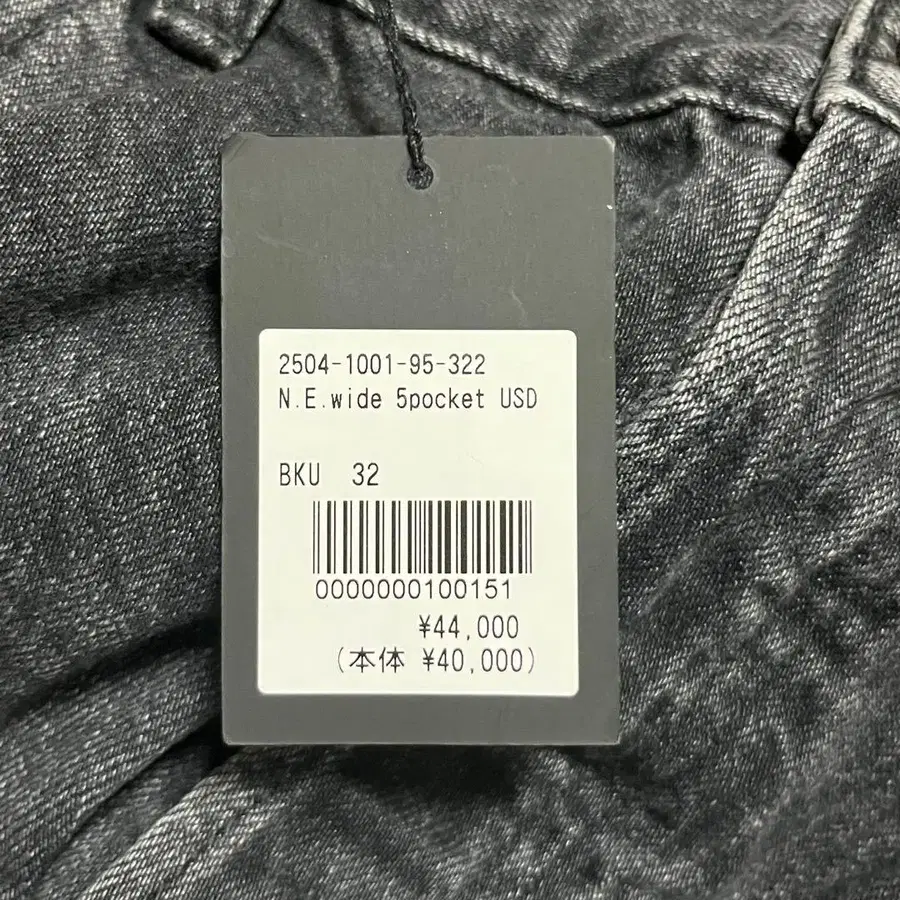 2504-1001-95-322
N.E.wide 5pocket USD
BKU 32
0000000100151
¥44,000
(本体 ¥40,000)